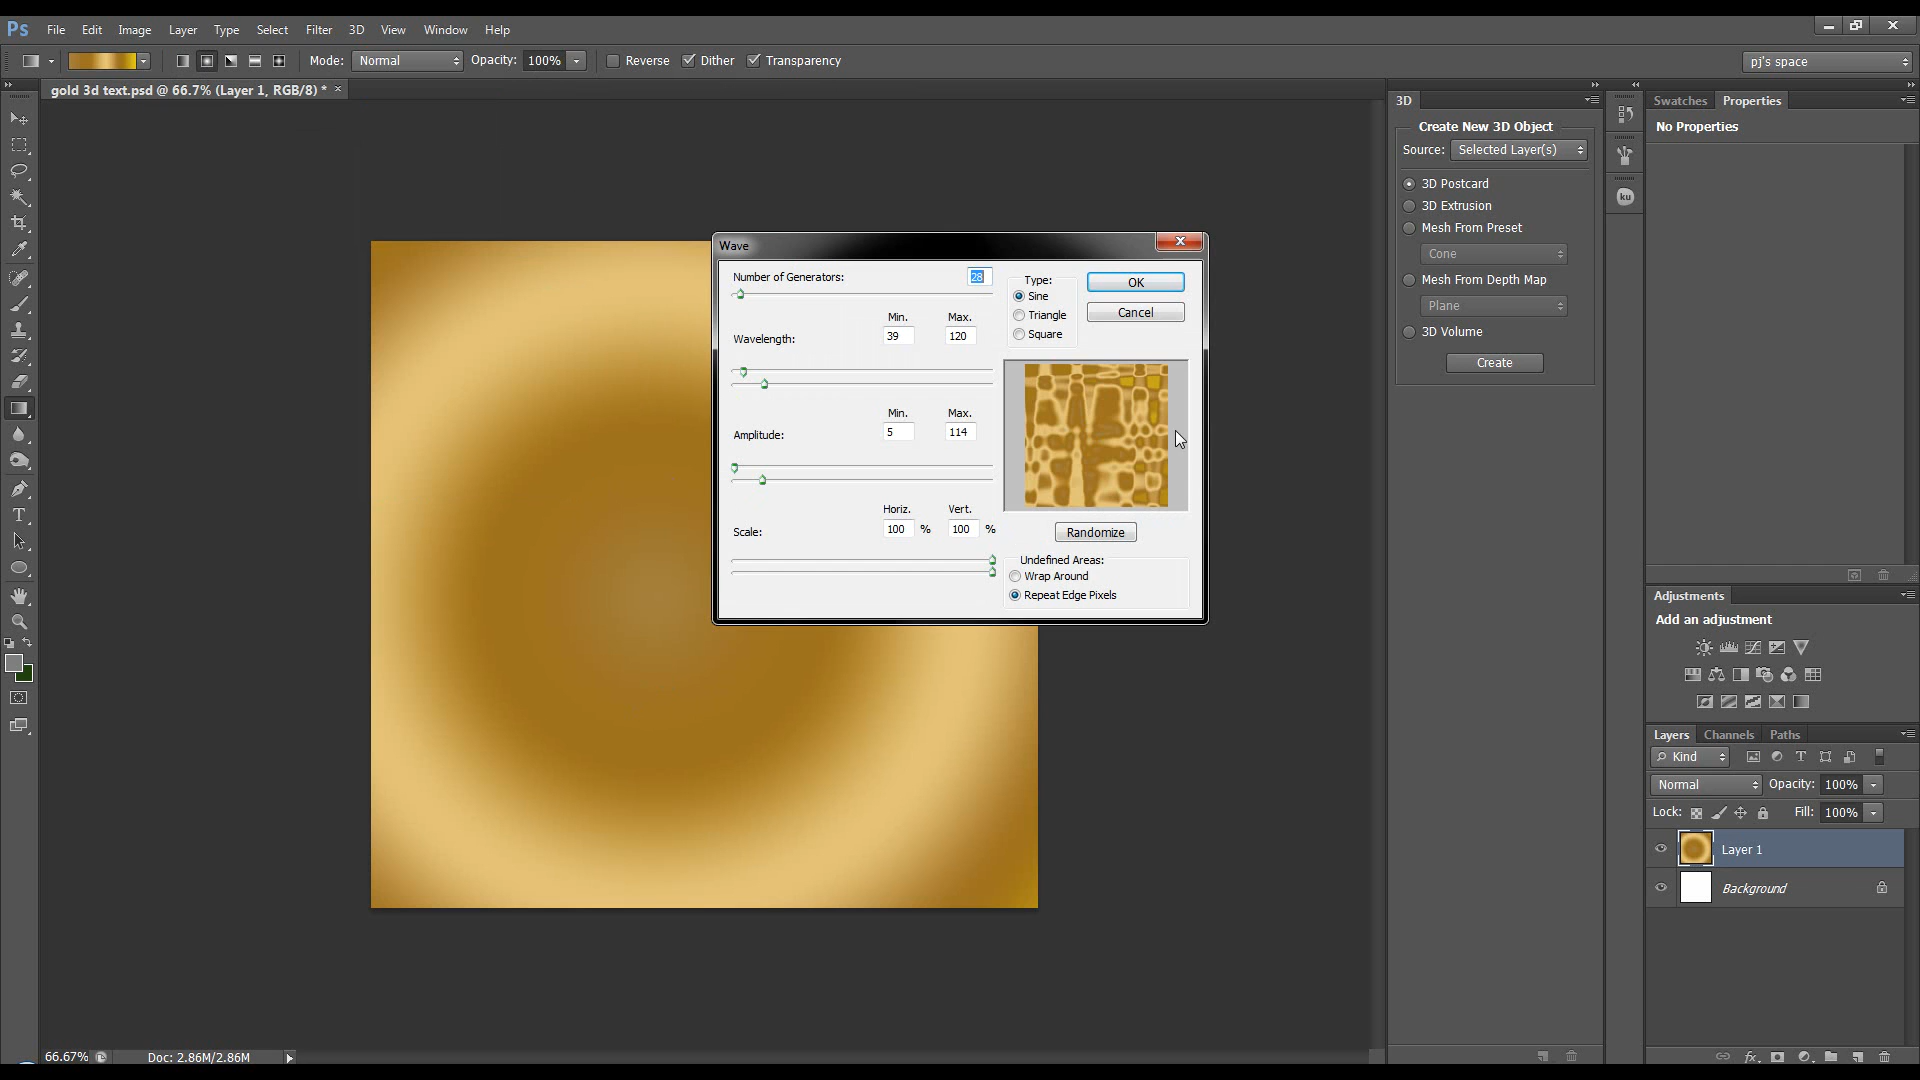 Ps File Edit Image Layer Type Select Filter 3D View Window Help
Mode: Normal Opacity: 100% Reverse Dither Transparency pj's space
gold 3d text.psd @ 66.7% (Layer 1, RGB/8) * ×
3D
Create New 3D Object
Source: Selected Layer(s)
3D Postcard
3D Extrusion
Mesh From Preset
Cone
Mesh From Depth Map
Plane
3D Volume
Create
ku
Swatches Properties
No Properties
Wave
Number of Generators: 28
Min. Max.
Wavelength: 39 120
Min. Max.
Amplitude: 5 114
Horiz. Vert.
Scale: 100 % 100 %
Type:
Sine
Triangle
Square
OK
Cancel
Randomize
Undefined Areas:
Wrap Around
Repeat Edge Pixels
Adjustments
Add an adjustment
Layers Channels Paths
Kind
Normal Opacity: 100%
Lock: Fill: 100%
Layer 1
Background
66.67% Doc: 2.86M/2.86M